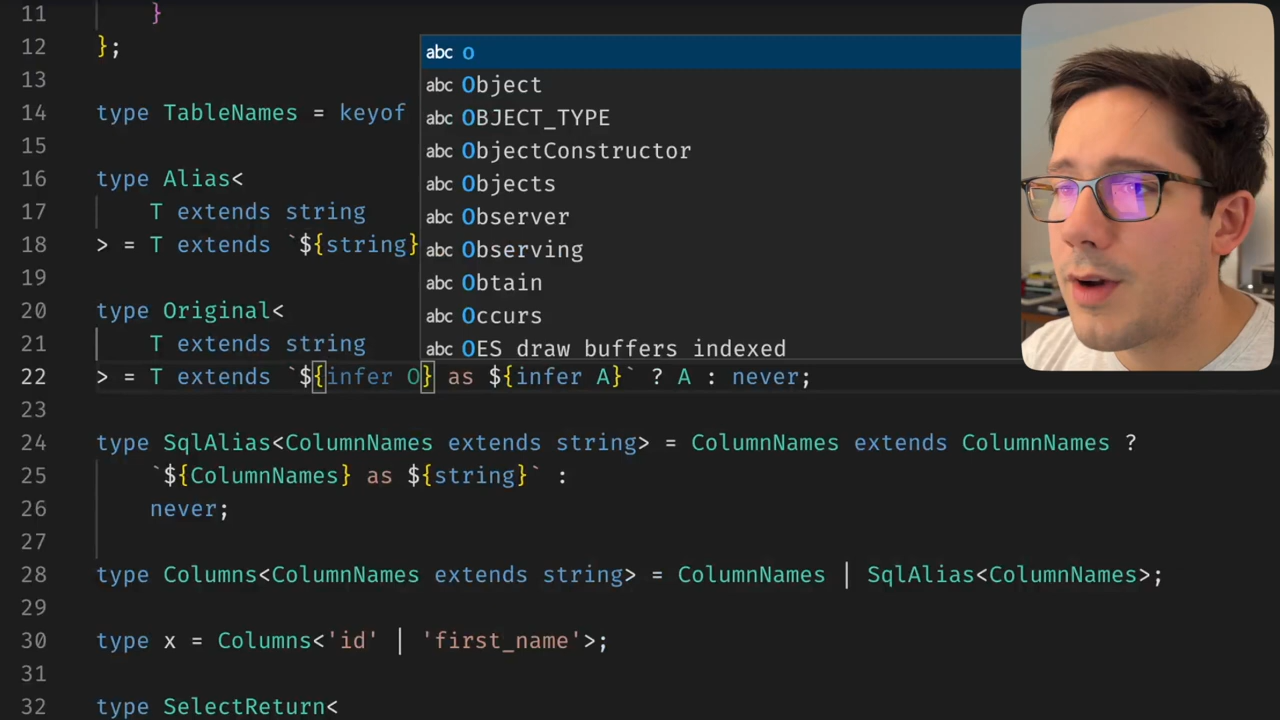 11 }
12 };
13
14 type TableNames = keyof
15
16 type Alias<
17 T extends string
18 > = T extends `${string}
19
20 type Original<
21 T extends string
22 > = T extends `${infer O} as ${infer A}` ? A : never;
23
24 type SqlAlias<ColumnNames extends string> = ColumnNames extends ColumnNames ?
25 `${ColumnNames} as ${string}` :
26 never;
27
28 type Columns<ColumnNames extends string> = ColumnNames | SqlAlias<ColumnNames>;
29
30 type x = Columns<'id' | 'first_name'>;
31
32 type SelectReturn<
abc o
abc Object
abc OBJECT_TYPE
abc ObjectConstructor
abc Objects
abc Observer
abc Observing
abc Obtain
abc Occurs
abc OES_draw_buffers_indexed